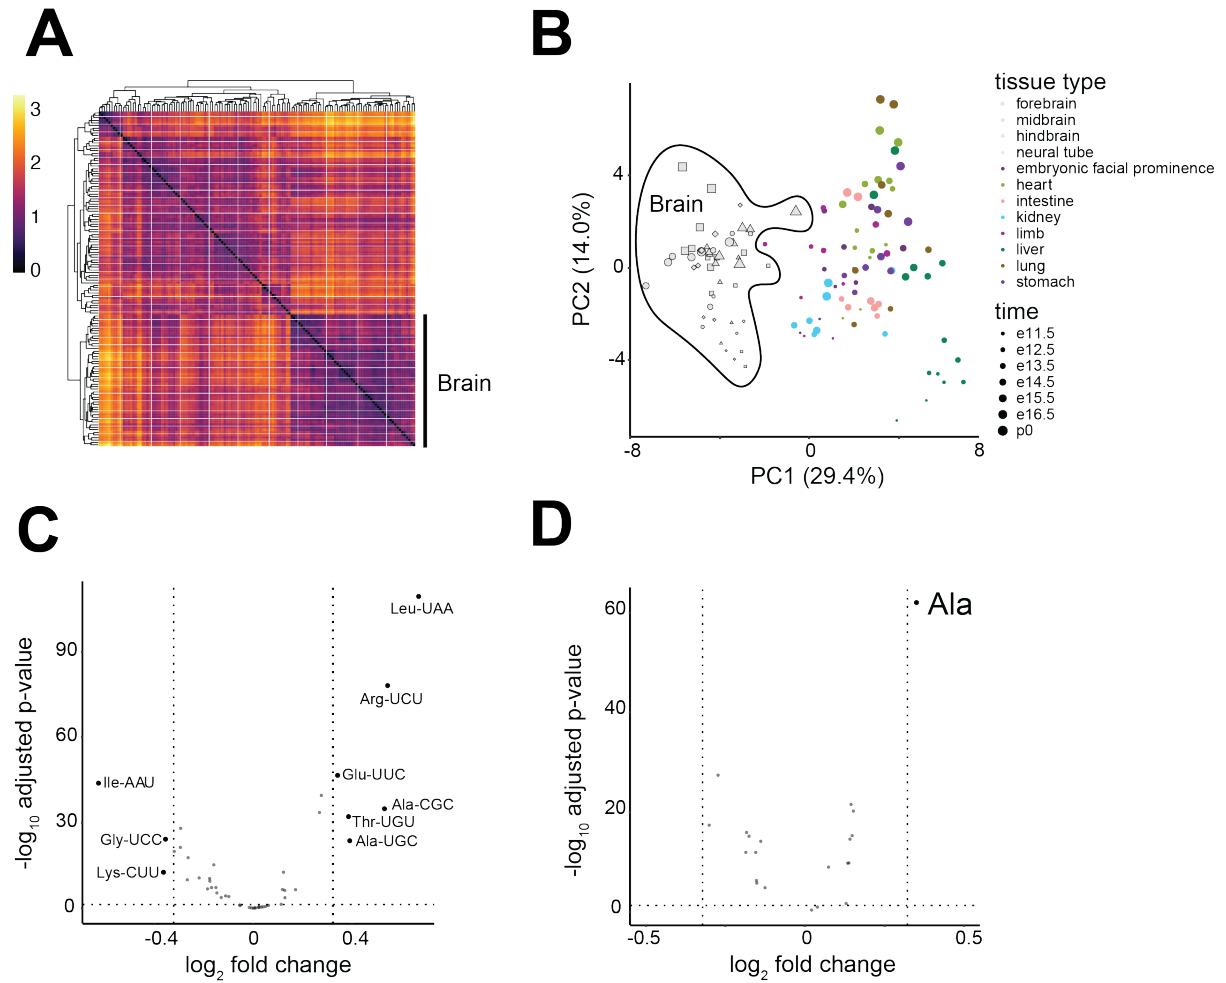 A
3
2
1
0
Brain
B
4
0
-4
-8
0
8
PC2 (14.0%)
PC1 (29.4%)
Brain
tissue type
forebrain
midbrain
hindbrain
neural tube
embryonic facial prominence
heart
intestine
kidney
limb
liver
lung
stomach
time
e11.5
e12.5
e13.5
e14.5
e15.5
e16.5
p0
C
-log10 adjusted p-value
90
60
30
0
Leu-UAA
Arg-UCU
Glu-UUC
Ile-AAU
Ala-CGC
Thr-UGU
Gly-UCC
Ala-UGC
Lys-CUU
-0.4
0
0.4
log2 fold change
D
-log10 adjusted p-value
60
40
20
0
Ala
-0.5
0
0.5
log2 fold change